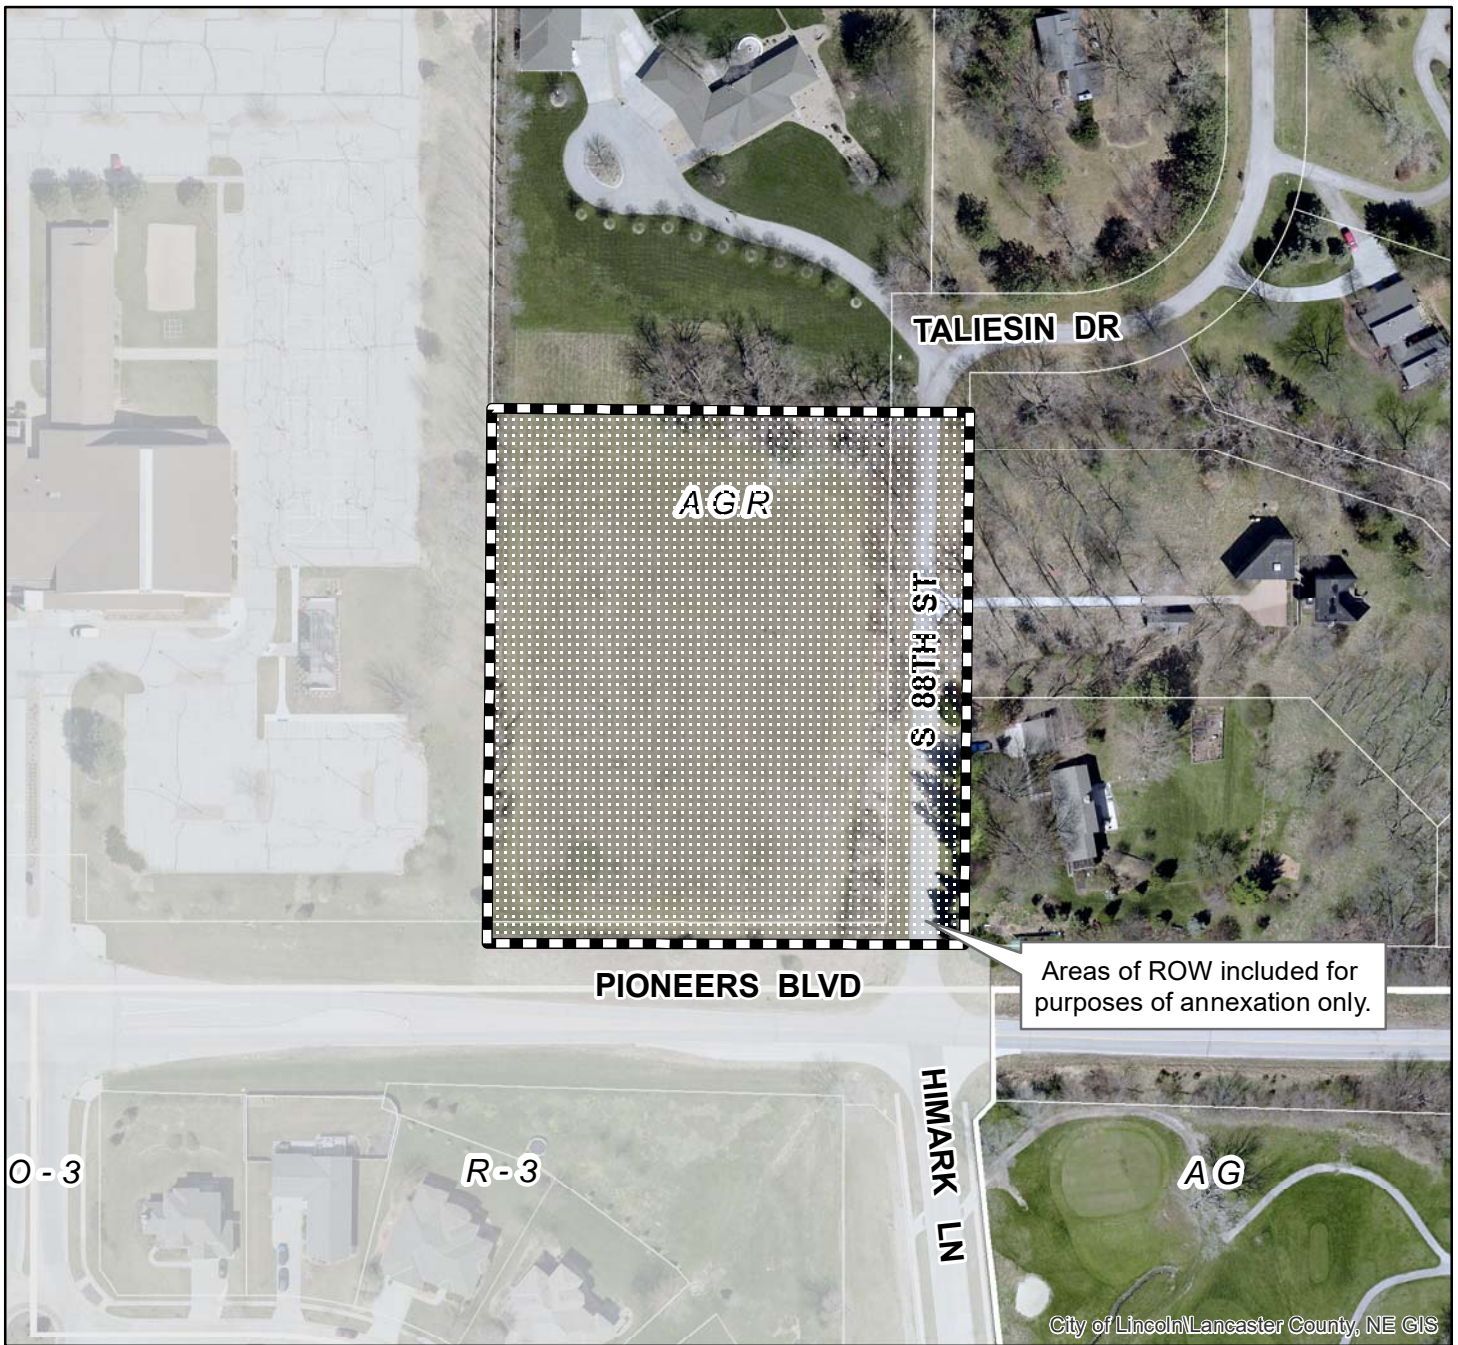 TALIESIN DR
AGR
S 88TH ST
Areas of ROW included for
purposes of annexation only.
PIONEERS BLVD
HIMARK LN
O-3
R-3
AG
City of Lincoln\Lancaster County, NE GIS